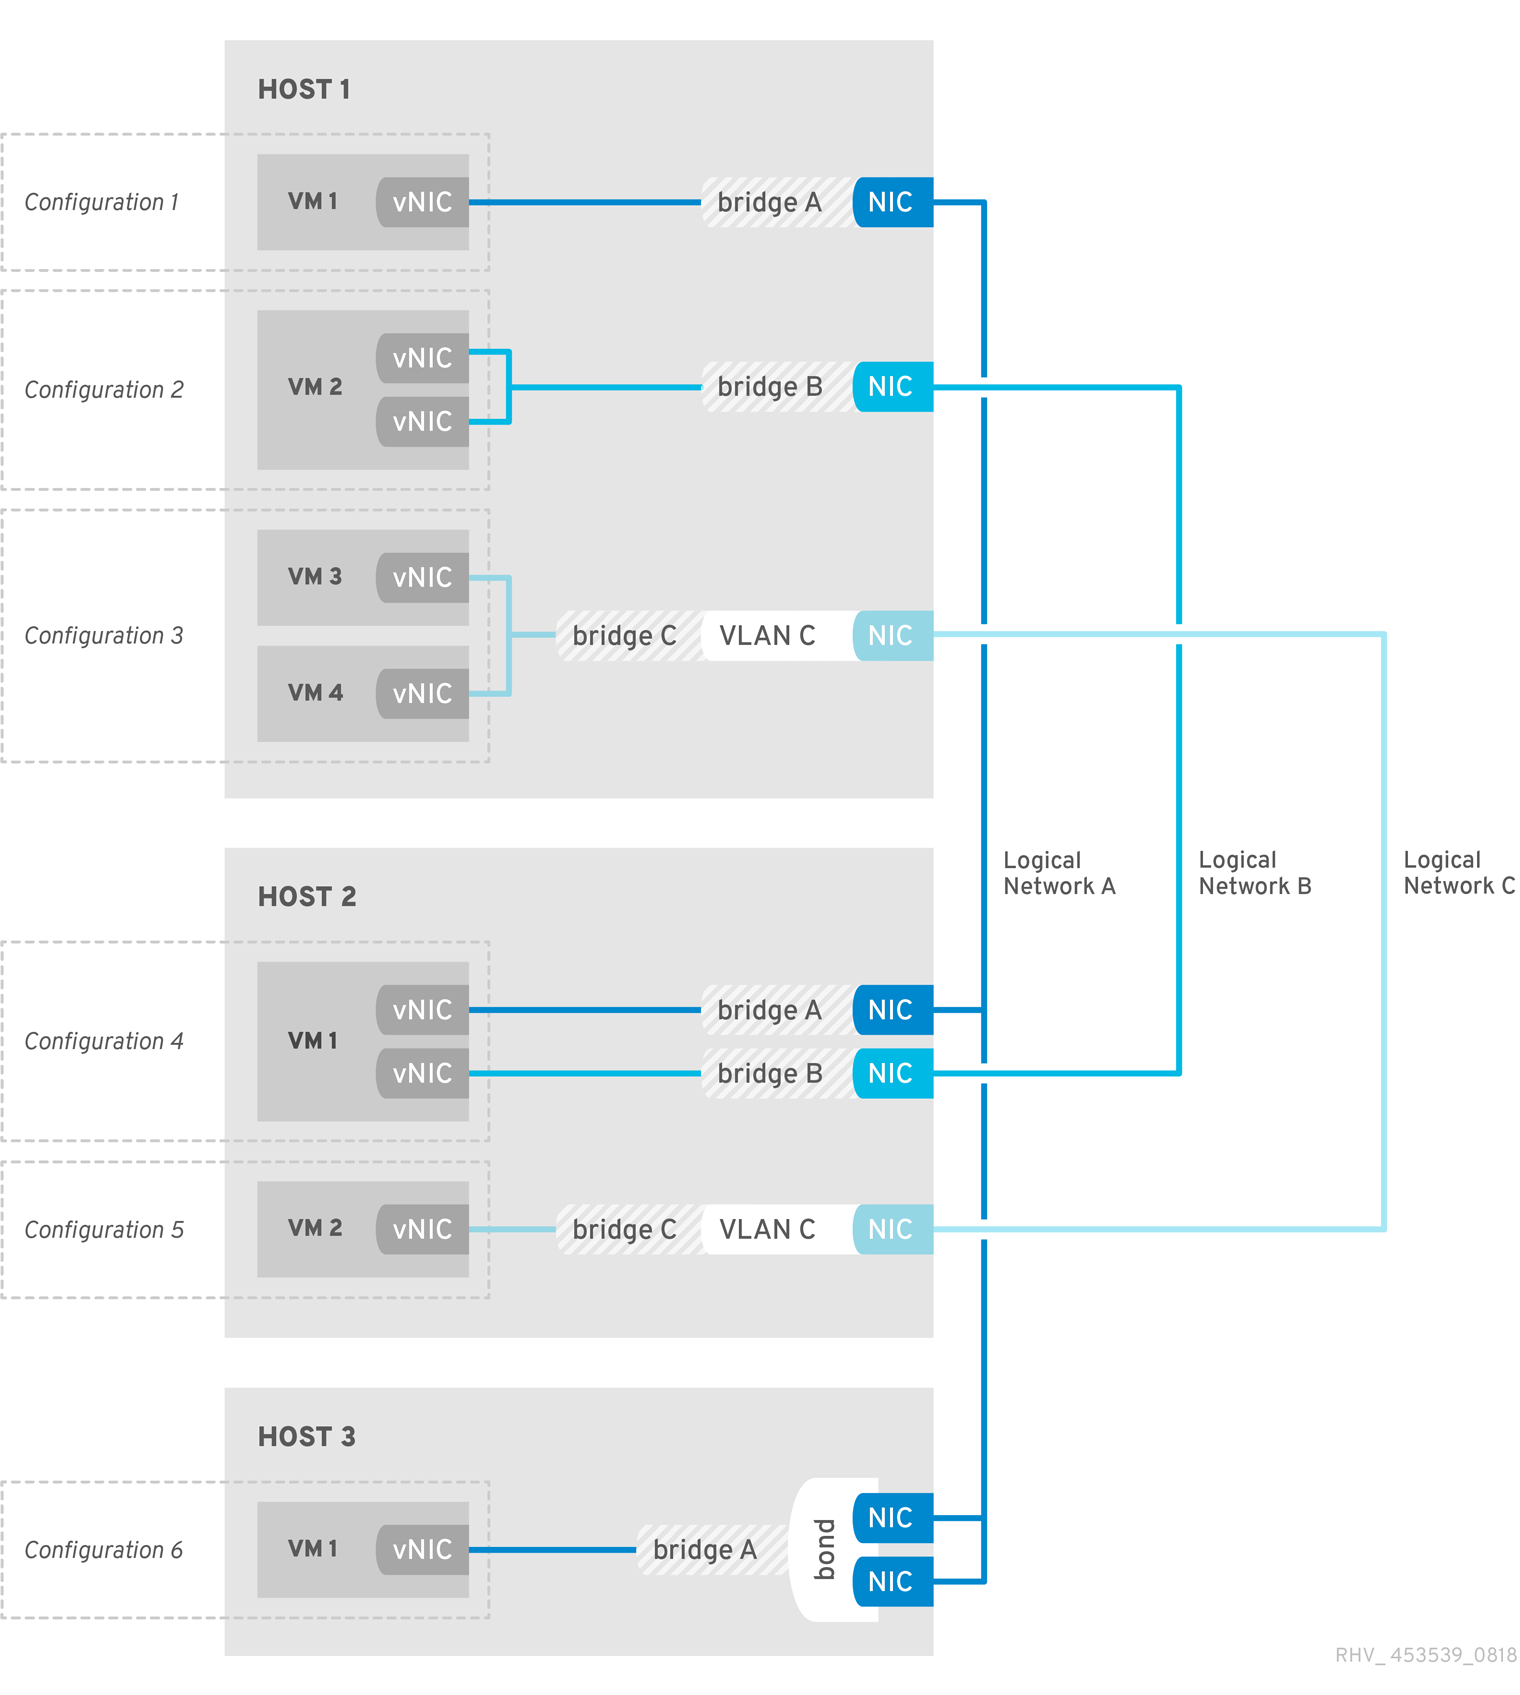 HOST 1
Configuration 1
VM 1
vNIC
bridge A
NIC
Configuration 2
VM 2
vNIC
vNIC
bridge B
NIC
Configuration 3
VM 3
vNIC
VM 4
vNIC
bridge C
VLAN C
NIC
Logical
Network A
Logical
Network B
Logical
Network C
HOST 2
Configuration 4
VM 1
vNIC
bridge A
NIC
vNIC
bridge B
NIC
Configuration 5
VM 2
vNIC
bridge C
VLAN C
NIC
HOST 3
Configuration 6
VM 1
vNIC
bridge A
bond
NIC
NIC
RHV_453539_0818